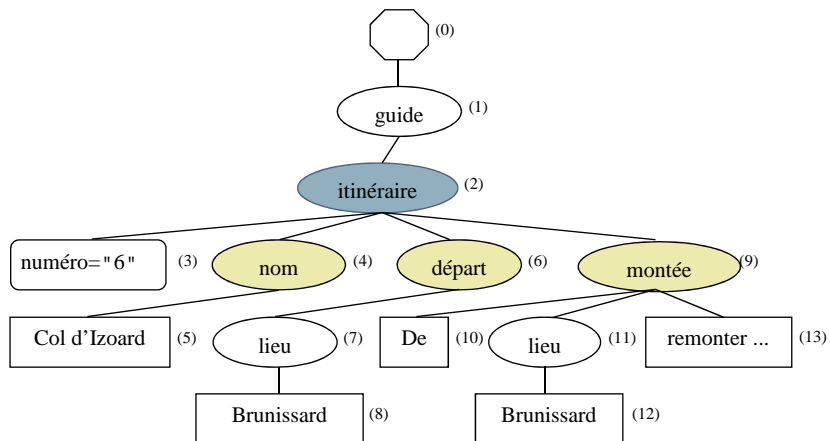 (0)
guide (1)
itinéraire (2)
numéro="6" (3) nom (4) départ (6) montée (9)
Col d'Izoard (5) lieu (7) De (10) lieu (11) remonter ... (13)
Brunissard (8) Brunissard (12)